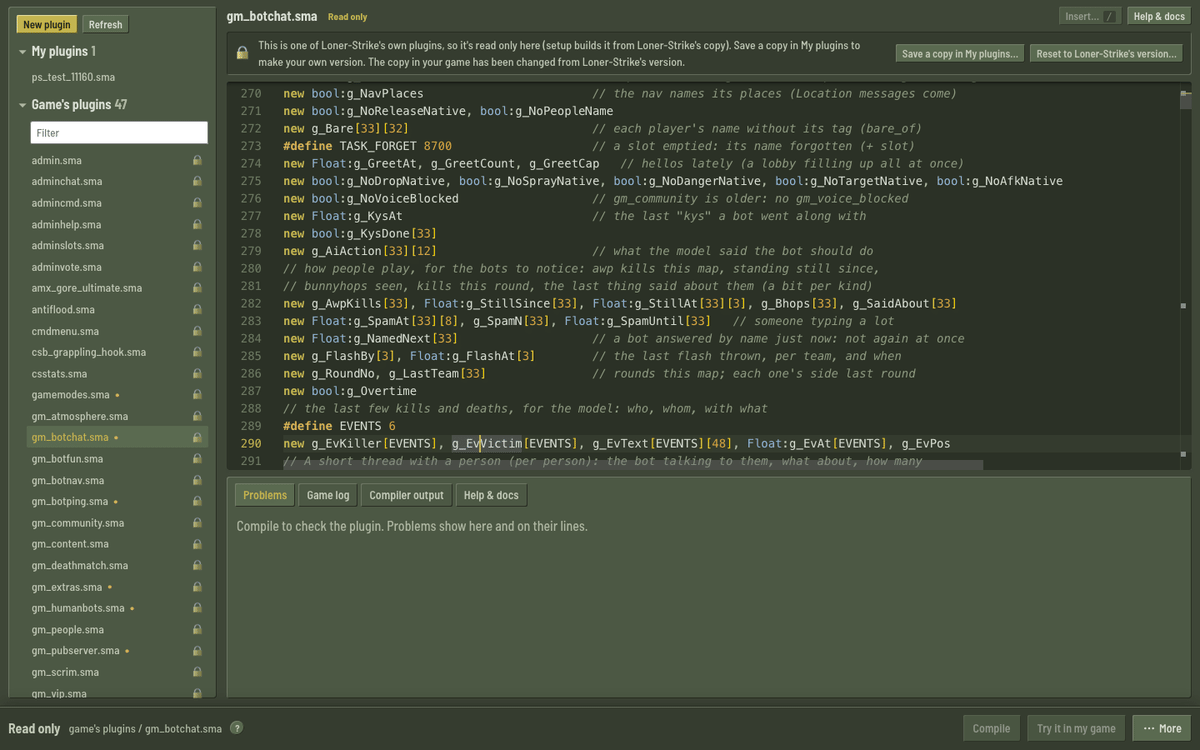 New plugin
Refresh
My plugins 1
ps_test_11160.sma
Game's plugins 47
Filter
admin.sma
adminchat.sma
admincmd.sma
adminhelp.sma
adminslots.sma
adminvote.sma
amx_gore_ultimate.sma
antiflood.sma
cmdmenu.sma
csb_grappling_hook.sma
csstats.sma
gamemodes.sma
gm_atmosphere.sma
gm_botchat.sma
gm_botfun.sma
gm_botnav.sma
gm_botping.sma
gm_community.sma
gm_content.sma
gm_deathmatch.sma
gm_extras.sma
gm_humanbots.sma
gm_people.sma
gm_pubserver.sma
gm_scrim.sma
gm_vip.sma
gm_botchat.sma Read only
Insert... /
Help & docs
This is one of Loner-Strike's own plugins, so it's read only here (setup builds it from Loner-Strike's copy). Save a copy in My plugins to
make your own version. The copy in your game has been changed from Loner-Strike's version.
Save a copy in My plugins...
Reset to Loner-Strike's version...
270 new bool:g_NavPlaces // the nav names its places (Location messages come)
271 new bool:g_NoReleaseNative, bool:g_NoPeopleName
272 new g_Bare[33][32] // each player's name without its tag (bare_of)
273 #define TASK_FORGET 8700 // a slot emptied: its name forgotten (+ slot)
274 new Float:g_GreetAt, g_GreetCount, g_GreetCap // hellos lately (a lobby filling up all at once)
275 new bool:g_NoDropNative, bool:g_NoSprayNative, bool:g_NoDangerNative, bool:g_NoTargetNative, bool:g_NoAfkNative
276 new bool:g_NoVoiceBlocked // gm_community is older: no gm_voice_blocked
277 new Float:g_KysAt // the last "kys" a bot went along with
278 new bool:g_KysDone[33]
279 new g_AiAction[33][12] // what the model said the bot should do
280 // how people play, for the bots to notice: awp kills this map, standing still since,
281 // bunnyhops seen, kills this round, the last thing said about them (a bit per kind)
282 new g_AwpKills[33], Float:g_StillSince[33], Float:g_StillAt[33][3], g_Bhops[33], g_SaidAbout[33]
283 new Float:g_SpamAt[33][8], g_SpamN[33], Float:g_SpamUntil[33] // someone typing a lot
284 new Float:g_NamedNext[33] // a bot answered by name just now: not again at once
285 new g_FlashBy[3], Float:g_FlashAt[3] // the last flash thrown, per team, and when
286 new g_RoundNo, g_LastTeam[33] // rounds this map; each one's side last round
287 new bool:g_Overtime
288 // the last few kills and deaths, for the model: who, whom, with what
289 #define EVENTS 6
290 new g_EvKiller[EVENTS], g_EvVictim[EVENTS], g_EvText[EVENTS][48], Float:g_EvAt[EVENTS], g_EvPos
291 // A short thread with a person (per person): the bot talking to them, what about, how many
Problems
Game log
Compiler output
Help & docs
Compile to check the plugin. Problems show here and on their lines.
Read only game's plugins / gm_botchat.sma ?
Compile
Try it in my game
··· More